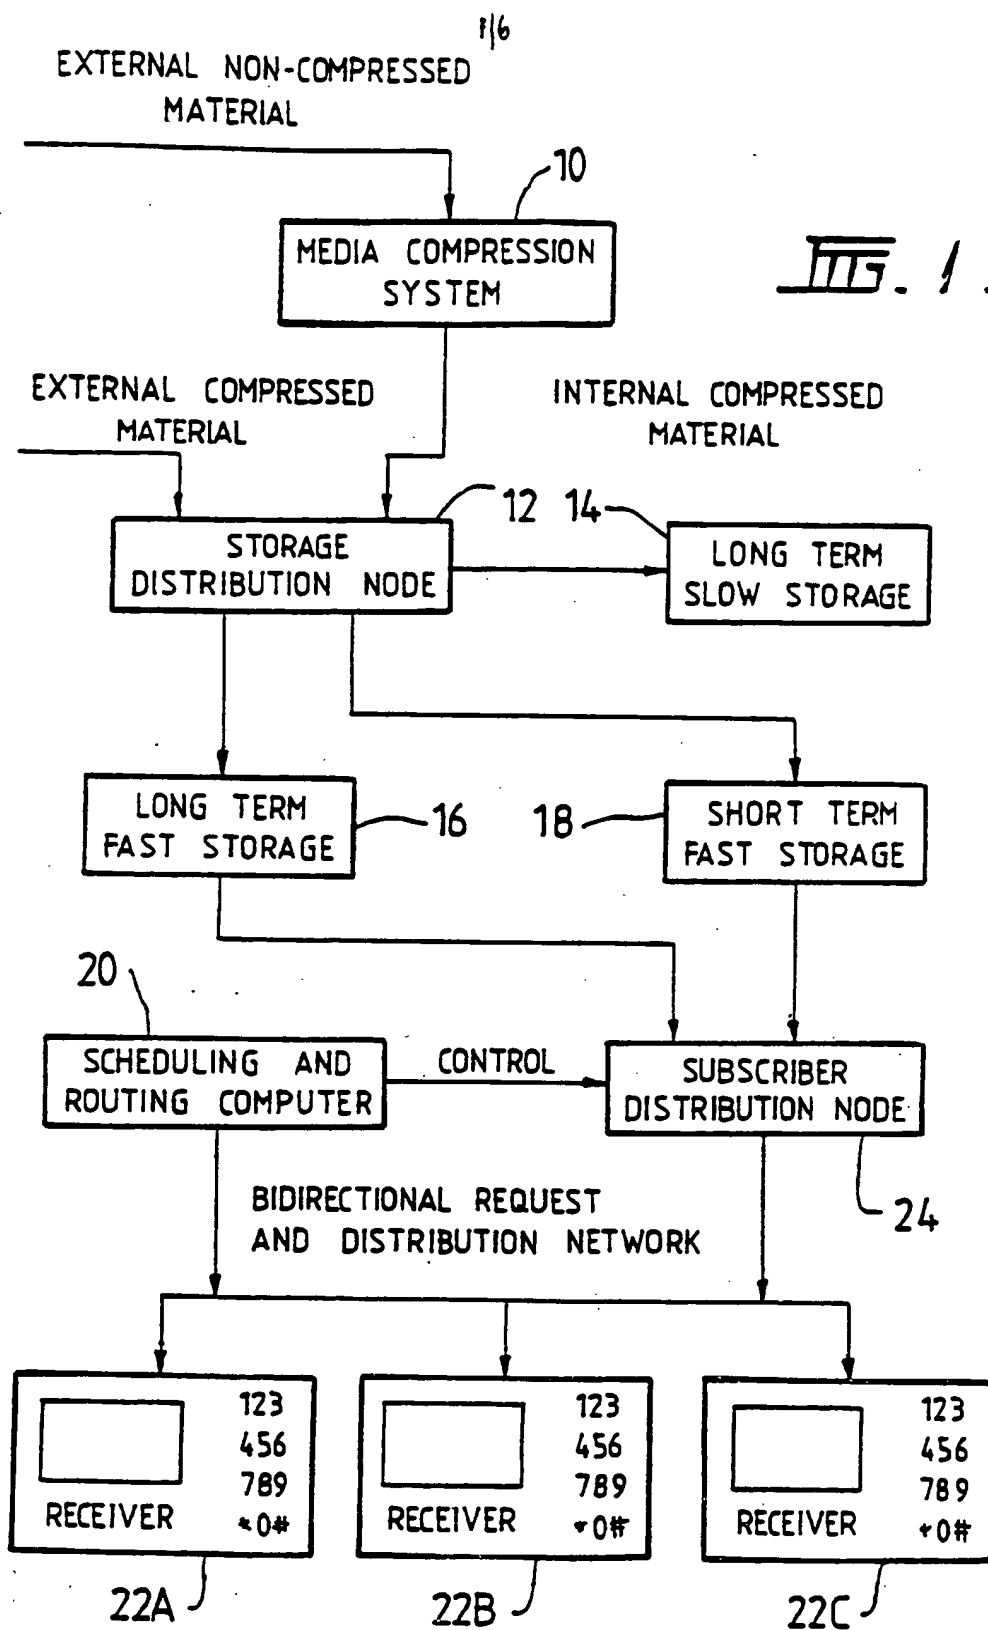 1/6
EXTERNAL NON-COMPRESSED
MATERIAL
10
MEDIA COMPRESSION
SYSTEM
FIG. 1.
EXTERNAL COMPRESSED
MATERIAL
INTERNAL COMPRESSED
MATERIAL
12
14
STORAGE
DISTRIBUTION NODE
LONG TERM
SLOW STORAGE
LONG TERM
FAST STORAGE
16
18
SHORT TERM
FAST STORAGE
20
SCHEDULING AND
ROUTING COMPUTER
CONTROL
SUBSCRIBER
DISTRIBUTION NODE
24
BIDIRECTIONAL REQUEST
AND DISTRIBUTION NETWORK
123
456
789
*0#
RECEIVER
22A
123
456
789
*0#
RECEIVER
22B
123
456
789
*0#
RECEIVER
22C